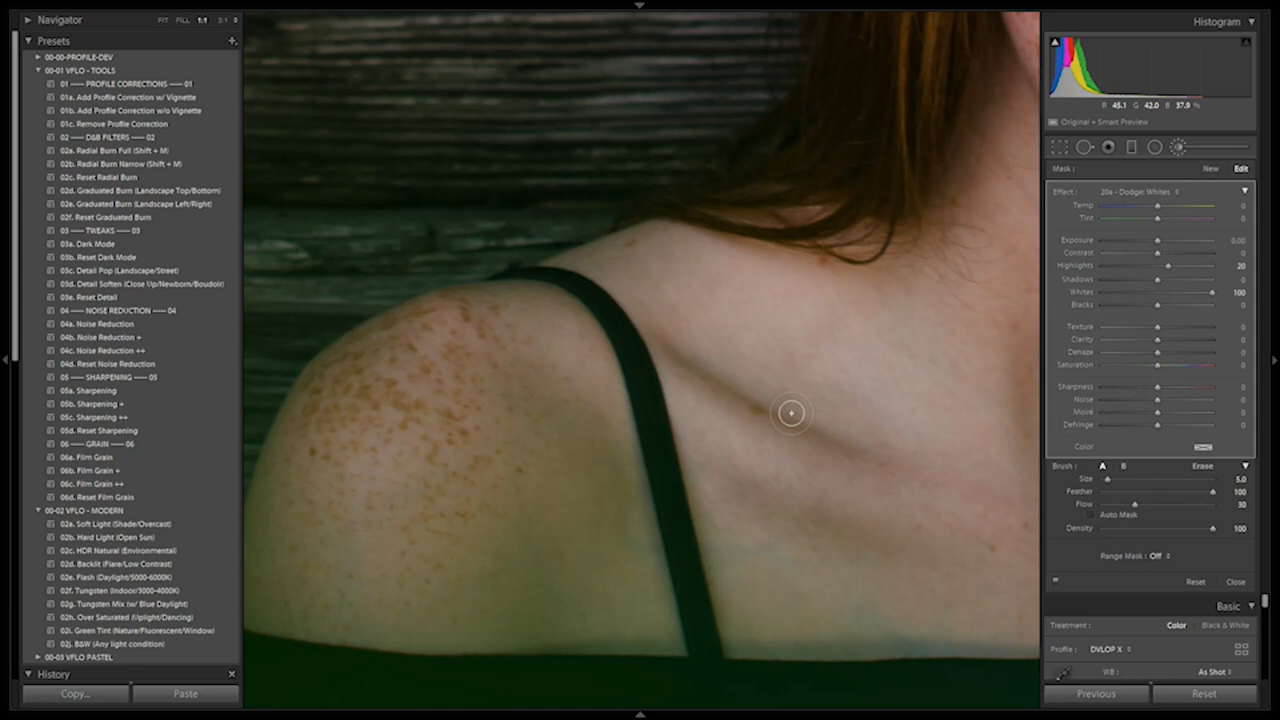 Navigator FIT FILL 1:1 3:1
Presets +
00-00-PROFILE-DEV
00-01 VFLO - TOOLS
01 —— PROFILE CORRECTIONS —— 01
01a. Add Profile Correction w/ Vignette
01b. Add Profile Correction w/o Vignette
01c. Remove Profile Correction
02 —— D&B FILTERS —— 02
02a. Radial Burn Full (Shift + M)
02b. Radial Burn Narrow (Shift + M)
02c. Reset Radial Burn
02d. Graduated Burn (Landscape Top/Bottom)
02e. Graduated Burn (Landscape Left/Right)
02f. Reset Graduated Burn
03 —— TWEAKS —— 03
03a. Dark Mode
03b. Reset Dark Mode
03c. Detail Pop (Landscape/Street)
03d. Detail Soften (Close Up/Newborn/Boudoir)
03e. Reset Detail
04 —— NOISE REDUCTION —— 04
04a. Noise Reduction
04b. Noise Reduction +
04c. Noise Reduction ++
04d. Reset Noise Reduction
05 —— SHARPENING —— 05
05a. Sharpening
05b. Sharpening +
05c. Sharpening ++
05d. Reset Sharpening
06 —— GRAIN —— 06
06a. Film Grain
06b. Film Grain +
06c. Film Grain ++
06d. Reset Film Grain
00-02 VFLO - MODERN
02a. Soft Light (Shade/Overcast)
02b. Hard Light (Open Sun)
02c. HDR Natural (Environmental)
02d. Backlit (Flare/Low Contrast)
02e. Flash (Daylight/5000-6000K)
02f. Tungsten (Indoor/3000-4000K)
02g. Tungsten Mix (w/ Blue Daylight)
02h. Over Saturated (Uplight/Dancing)
02i. Green Tint (Nature/Fluorescent/Window)
02j. B&W (Any light condition)
00-03 VFLO PASTEL
History
Copy... Paste
Histogram
R 45.1 G 42.0 B 37.9 %
Original + Smart Preview
Mask : New Edit
Effect : 20a - Dodge: Whites
Temp 0
Tint 0
Exposure 0.00
Contrast 0
Highlights 20
Shadows 0
Whites 100
Blacks 0
Texture 0
Clarity 0
Dehaze 0
Saturation 0
Sharpness 0
Noise 0
Moiré 0
Defringe 0
Color
Brush : A B Erase
Size 5.0
Feather 100
Flow 30
Auto Mask
Density 100
Range Mask : Off
Reset Close
Basic
Treatment : Color Black & White
Profile : DVLOP X
WB : As Shot
Previous Reset